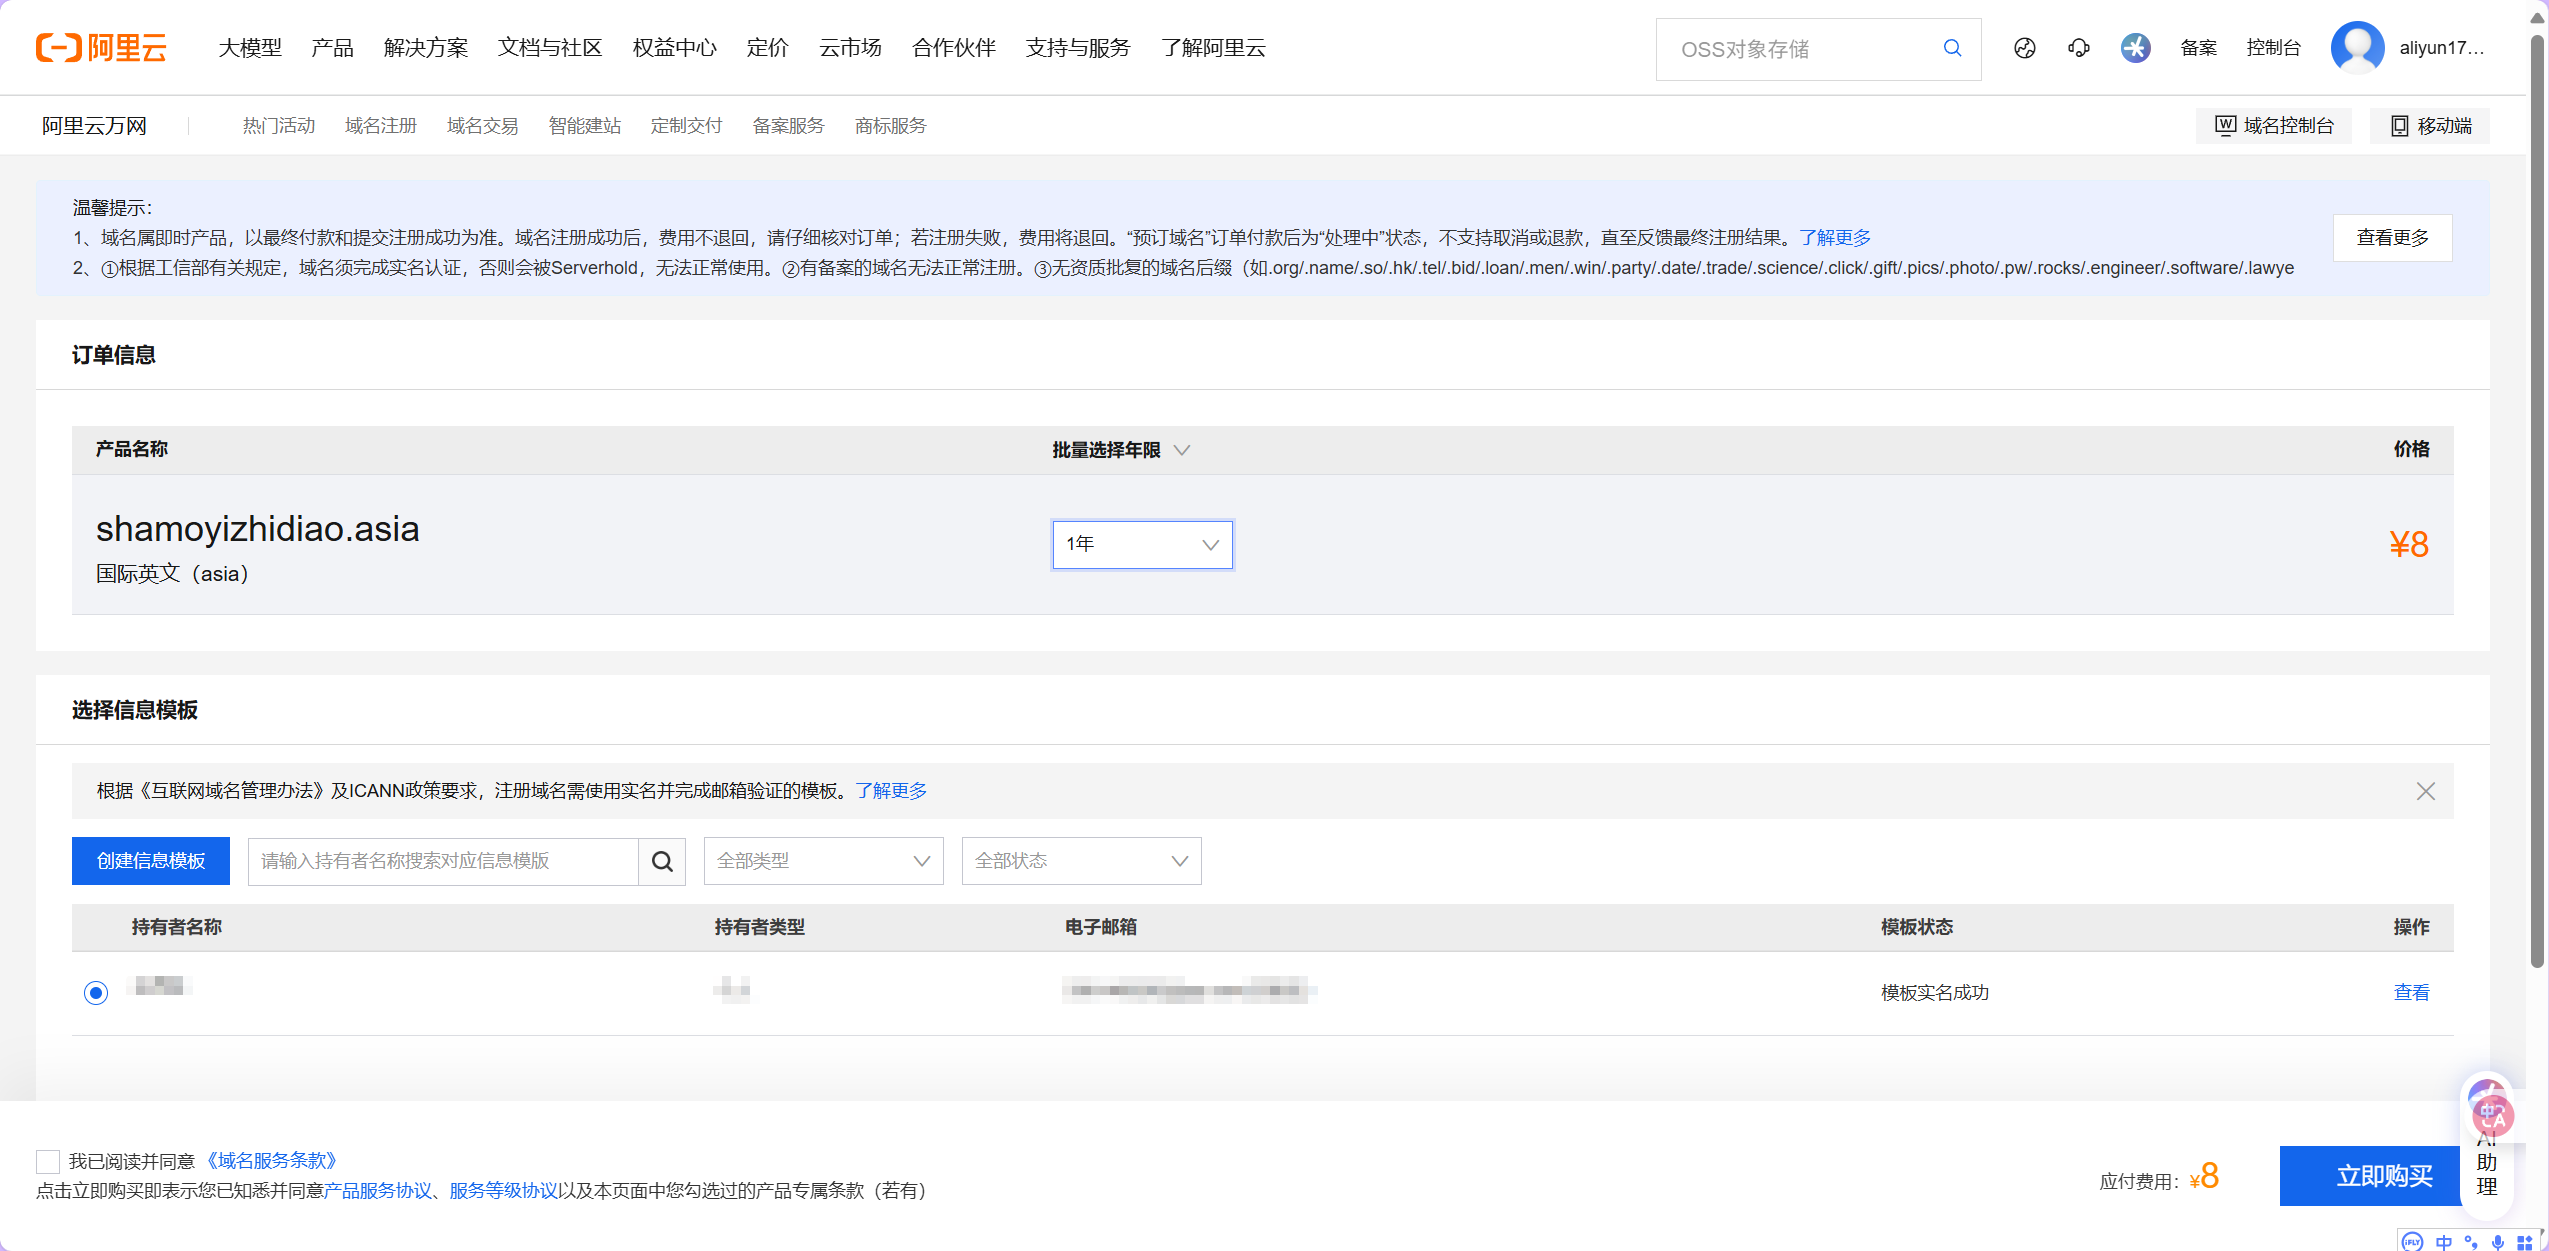 阿里云 大模型 产品 解决方案 文档与社区 权益中心 定价 云市场 合作伙伴 支持与服务 了解阿里云 OSS对象存储 备案 控制台 aliyun17...
阿里云万网 热门活动 域名注册 域名交易 智能建站 定制交付 备案服务 商标服务 域名控制台 移动端
温馨提示：
1、域名属即时产品，以最终付款和提交注册成功为准。域名注册成功后，费用不退回，请仔细核对订单；若注册失败，费用将退回。“预订域名”订单付款后为“处理中”状态，不支持取消或退款，直至反馈最终注册结果。了解更多
查看更多
2、①根据工信部有关规定，域名须完成实名认证，否则会被Serverhold，无法正常使用。②有备案的域名无法正常注册。③无资质批复的域名后缀（如.org/.name/.so/.hk/.tel/.bid/.loan/.men/.win/.party/.date/.trade/.science/.click/.gift/.pics/.photo/.pw/.rocks/.engineer/.software/.lawye
订单信息
产品名称 批量选择年限 价格
shamoyizhidiao.asia
1年 ¥8
国际英文（asia）
选择信息模板
根据《互联网域名管理办法》及ICANN政策要求，注册域名需使用实名并完成邮箱验证的模板。了解更多
创建信息模板 请输入持有者名称搜索对应信息模版 全部类型 全部状态
持有者名称 持有者类型 电子邮箱 模板状态 操作
模板实名成功 查看
我已阅读并同意 《域名服务条款》
点击立即购买即表示您已知悉并同意产品服务协议、服务等级协议以及本页面中您勾选过的产品专属条款（若有）
应付费用：¥8 立即购买
AI
助
理
iFLY 中